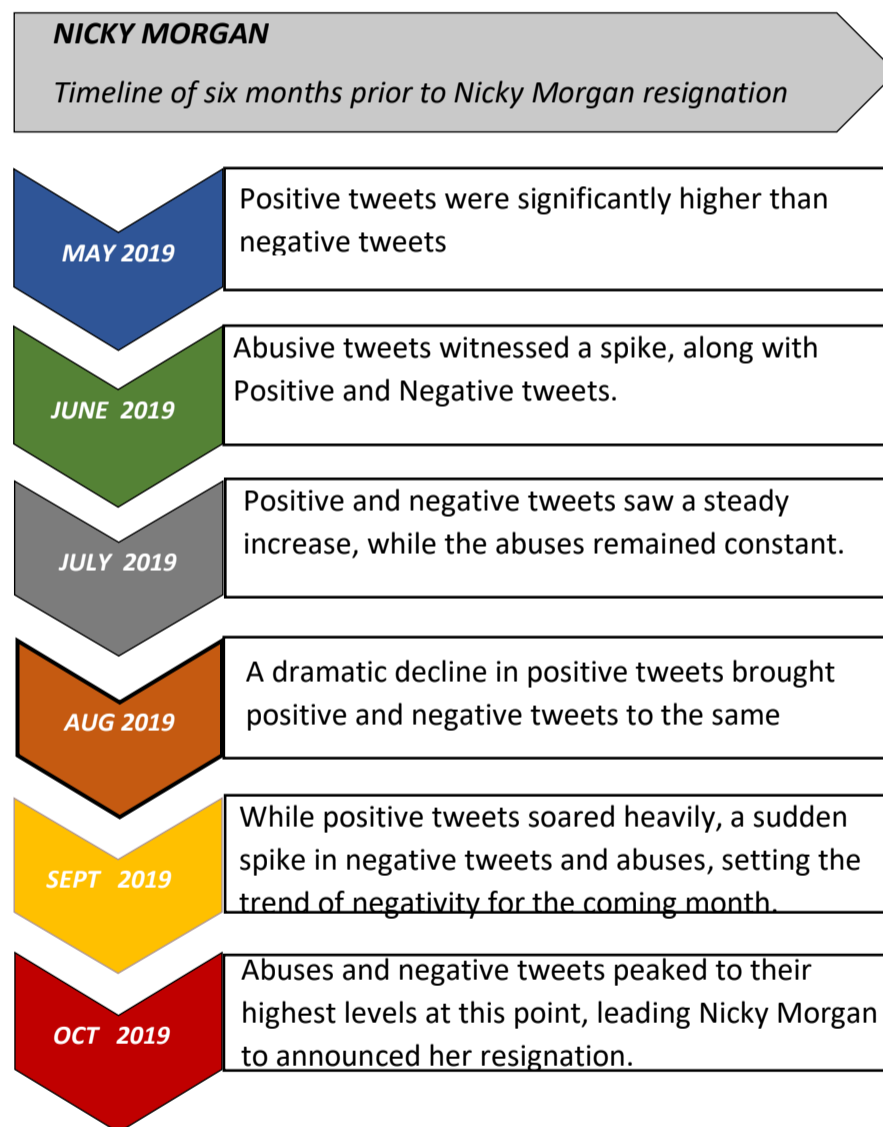 NICKY MORGAN
Timeline of six months prior to Nicky Morgan resignation
MAY 2019
Positive tweets were significantly higher than
negative tweets
JUNE 2019
Abusive tweets witnessed a spike, along with
Positive and Negative tweets.
JULY 2019
Positive and negative tweets saw a steady
increase, while the abuses remained constant.
AUG 2019
A dramatic decline in positive tweets brought
positive and negative tweets to the same
SEPT 2019
While positive tweets soared heavily, a sudden
spike in negative tweets and abuses, setting the
trend of negativity for the coming month.
OCT 2019
Abuses and negative tweets peaked to their
highest levels at this point, leading Nicky Morgan
to announced her resignation.